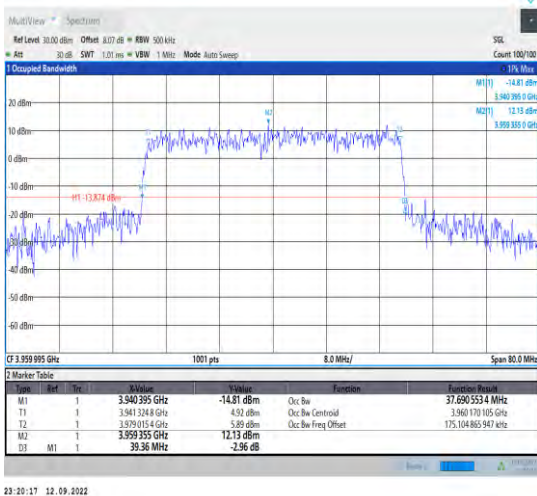 MultiView Spectrum
Ref Level 30.00 dBm Offset 8.07 dB RBW 500 kHz SGL
Att 30 dB SWT 1.01 ms VBW 1 MHz Mode Auto Sweep Count 100/100
1 Occupied Bandwidth 1Pk Max
M1[1] -14.81 dBm
3.940 395 0 GHz
M2[1] 12.13 dBm
3.959 355 0 GHz
20 dBm
M2
10 dBm
0 dBm
-10 dBm
H1 -13.874 dBm
-20 dBm
-30 dBm
-40 dBm
-50 dBm
-60 dBm
CF 3.959 995 GHz 1001 pts 8.0 MHz/ Span 80.0 MHz
2 Marker Table
Type Ref Trc X-Value Y-Value Function Function Result
M1 1 3.940 395 GHz -14.81 dBm Occ Bw 37.690 553 4 MHz
T1 1 3.941 324 8 GHz 4.92 dBm Occ Bw Centroid 3.960 170 105 GHz
T2 1 3.979 015 4 GHz 5.89 dBm Occ Bw Freq Offset 175.104 865 947 kHz
M2 1 3.959 355 GHz 12.13 dBm
D3 M1 1 39.36 MHz -2.96 dB
23:20:17 12.09.2022